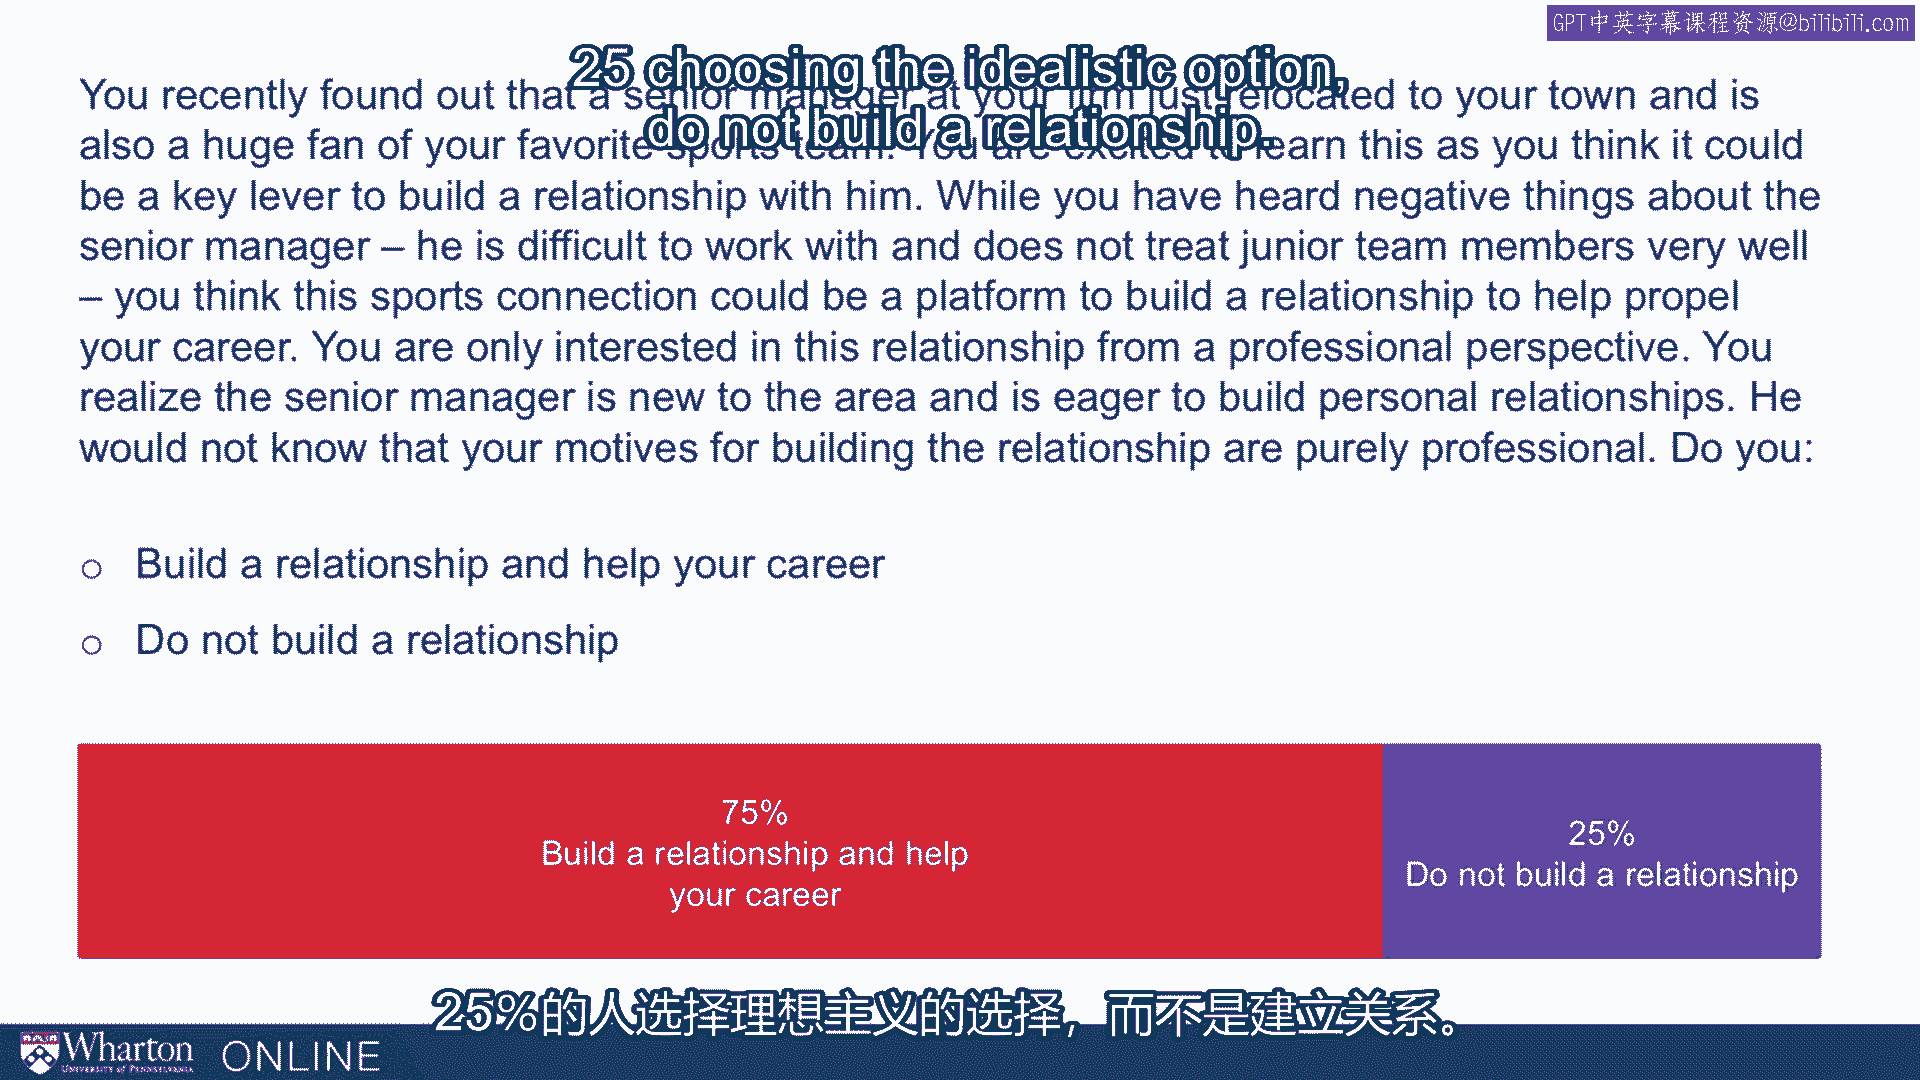 GPT中英字幕课程资源@bilibili.com
25 choosing the idealistic option,
do not build a relationship.
You recently found out that a senior manager at your firm just relocated to your town and is
also a huge fan of your favorite sports team. You are excited to learn this as you think it could
be a key lever to build a relationship with him. While you have heard negative things about the
senior manager – he is difficult to work with and does not treat junior team members very well
– you think this sports connection could be a platform to build a relationship to help propel
your career. You are only interested in this relationship from a professional perspective. You
realize the senior manager is new to the area and is eager to build personal relationships. He
would not know that your motives for building the relationship are purely professional. Do you:
o Build a relationship and help your career
o Do not build a relationship
75%
Build a relationship and help
your career
25%
Do not build a relationship
25%的人选择理想主义的选择，而不是建立关系。
Wharton
UNIVERSITY OF PENNSYLVANIA
ONLINE